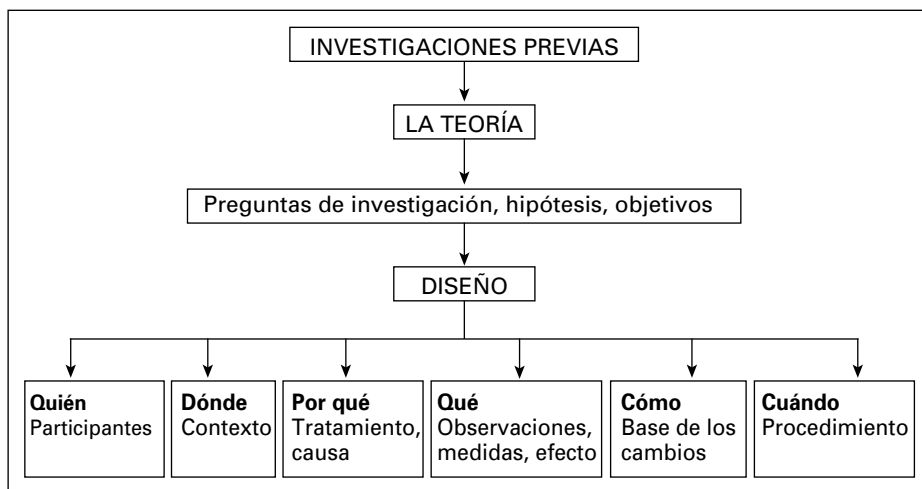 INVESTIGACIONES PREVIAS
LA TEORÍA
Preguntas de investigación, hipótesis, objetivos
DISEÑO
Quién
Participantes
Dónde
Contexto
Por qué
Tratamiento,
causa
Qué
Observaciones,
medidas, efecto
Cómo
Base de los
cambios
Cuándo
Procedimiento